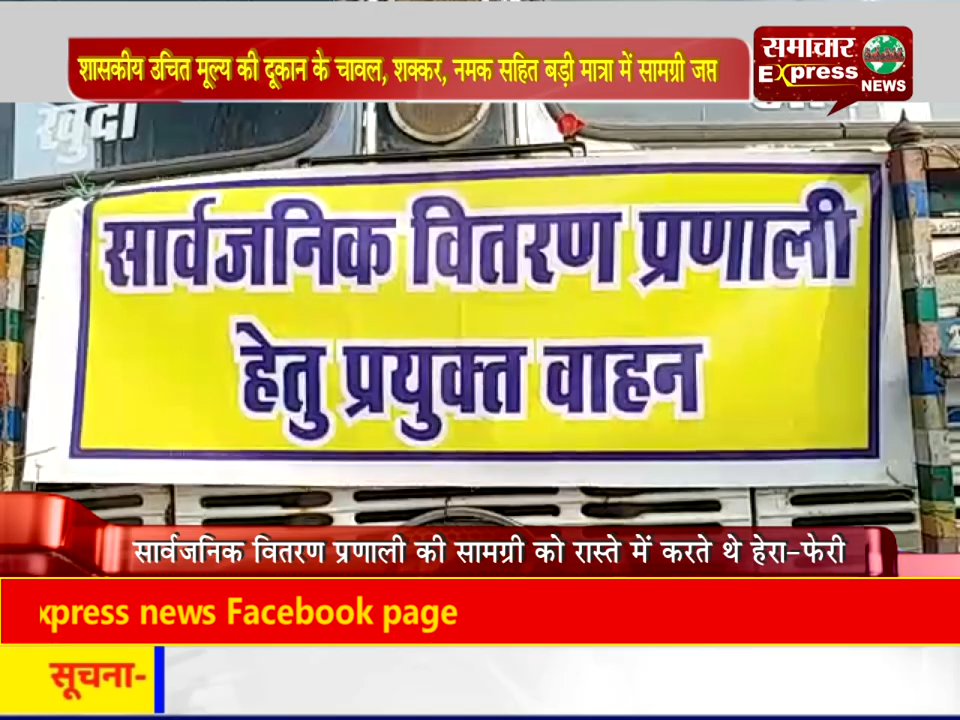 शासकीय उचित मूल्य की दूकान के चावल, शक्कर, नमक सहित बड़ी मात्रा में सामग्री जप्त
समाचार
Express
NEWS
खुदा
सार्वजनिक वितरण प्रणाली
हेतु प्रयुक्त वाहन
सार्वजनिक वितरण प्रणाली की सामग्री को रास्ते में करते थे हेरा-फेरी
xpress news Facebook page
सूचना-